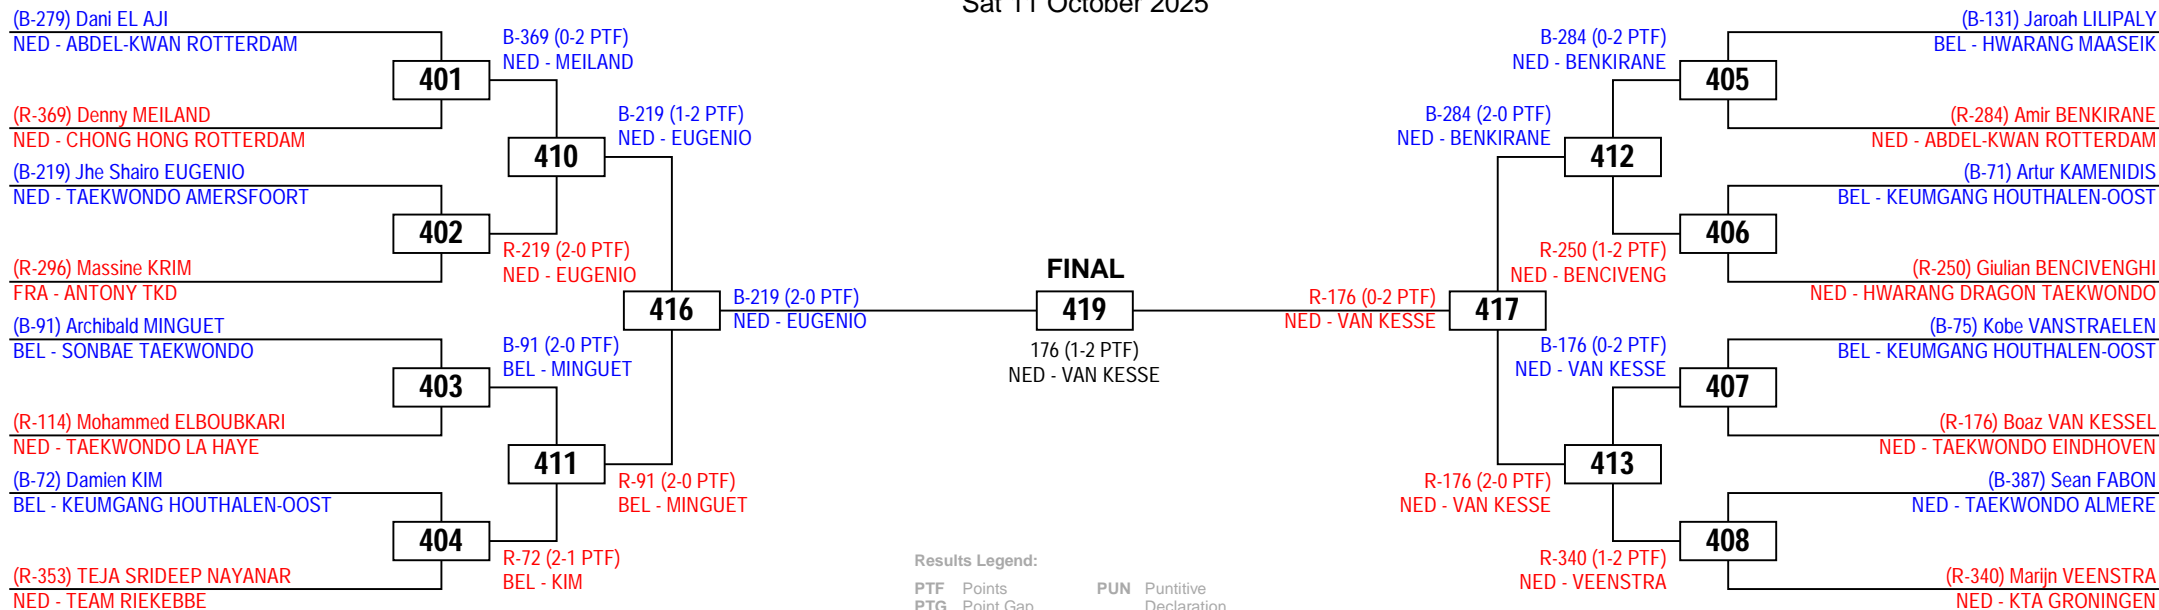 Sat 11 October 2025
(B-279) Dani EL AJI
NED - ABDEL-KWAN ROTTERDAM
401
(R-369) Denny MEILAND
NED - CHONG HONG ROTTERDAM
B-369 (0-2 PTF)
NED - MEILAND
(B-219) Jhe Shairo EUGENIO
NED - TAEKWONDO AMERSFOORT
402
(R-296) Massine KRIM
FRA - ANTONY TKD
R-219 (2-0 PTF)
NED - EUGENIO
410
B-219 (1-2 PTF)
NED - EUGENIO
(B-91) Archibald MINGUET
BEL - SONBAE TAEKWONDO
403
(R-114) Mohammed ELBOUBKARI
NED - TAEKWONDO LA HAYE
B-91 (2-0 PTF)
BEL - MINGUET
(B-72) Damien KIM
BEL - KEUMGANG HOUTHALEN-OOST
404
(R-353) TEJA SRIDEEP NAYANAR
NED - TEAM RIEKEBBE
R-72 (2-1 PTF)
BEL - KIM
411
R-91 (2-0 PTF)
BEL - MINGUET
416
B-219 (2-0 PTF)
NED - EUGENIO
FINAL
419
176 (1-2 PTF)
NED - VAN KESSE
R-176 (0-2 PTF)
NED - VAN KESSE
417
B-284 (2-0 PTF)
NED - BENKIRANE
412
B-284 (0-2 PTF)
NED - BENKIRANE
405
(B-131) Jaroah LILIPALY
BEL - HWARANG MAASEIK
(R-284) Amir BENKIRANE
NED - ABDEL-KWAN ROTTERDAM
R-250 (1-2 PTF)
NED - BENCIVENG
406
(B-71) Artur KAMENIDIS
BEL - KEUMGANG HOUTHALEN-OOST
(R-250) Giulian BENCIVENGHI
NED - HWARANG DRAGON TAEKWONDO
R-176 (2-0 PTF)
NED - VAN KESSE
413
B-176 (0-2 PTF)
NED - VAN KESSE
407
(B-75) Kobe VANSTRAELEN
BEL - KEUMGANG HOUTHALEN-OOST
(R-176) Boaz VAN KESSEL
NED - TAEKWONDO EINDHOVEN
R-340 (1-2 PTF)
NED - VEENSTRA
408
(B-387) Sean FABON
NED - TAEKWONDO ALMERE
(R-340) Marijn VEENSTRA
NED - KTA GRONINGEN
Results Legend:
PTF Points PUN Puntitive
PTG Point Gap Declaration